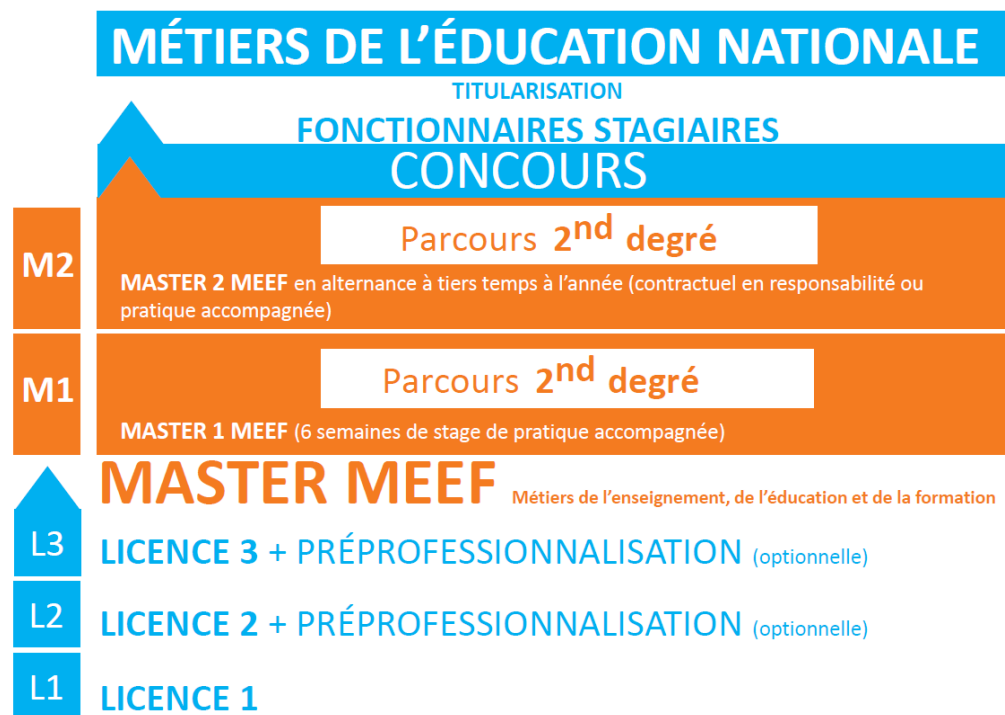 MÉTIERS DE L'ÉDUCATION NATIONALE
TITULARISATION
FONCTIONNAIRES STAGIAIRES
CONCOURS
M2
Parcours 2nd degré
MASTER 2 MEEF en alternance à tiers temps à l'année (contractuel en responsabilité ou
pratique accompagnée)
M1
Parcours 2nd degré
MASTER 1 MEEF (6 semaines de stage de pratique accompagnée)
MASTER MEEF Métiers de l'enseignement, de l'éducation et de la formation
L3 LICENCE 3 + PRÉPROFESSIONNALISATION (optionnelle)
L2 LICENCE 2 + PRÉPROFESSIONNALISATION (optionnelle)
L1 LICENCE 1